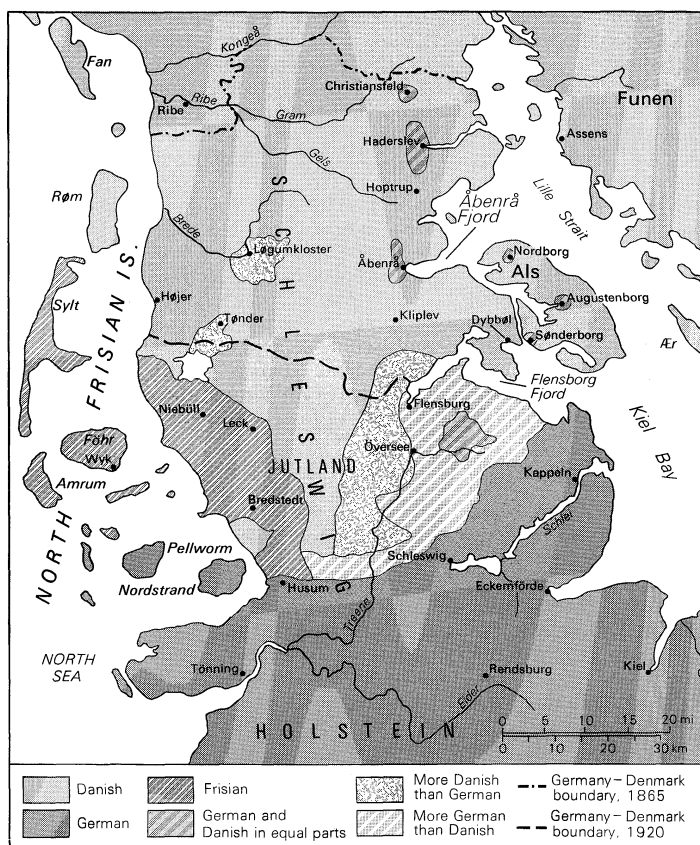 Kongeå
Fan
Christiansfeld
Funen
Ribe
Ribe
Gram
Assens
Haderslev
Gels
Hoptrup
Lille Strait
Røm
Åbenrå
Fjord
Brede
Løgumkloster
Nordborg
Åbenrå
Als
Sylt
Højer
Augustenborg
Tønder
Kliplev
Dybbøl
Sønderborg
Ær
FRISIAN IS.
Flensborg
Fjord
Niebüll
Flensburg
Leck
Kiel Bay
Föhr
Wyk
Översee
JUTLAND
Kappeln
Amrum
Bredstedt
SCHLESWIG
Schlei
Pellworm
Schleswig
NORTH
Nordstrand
Husum
Eckernförde
Treene
NORTH
SEA
Tönning
Rendsburg
Kiel
Eider
HOLSTEIN
0 5 10 15 20 mi
0 10 20 30 km
Danish
Frisian
More Danish
than German
Germany–Denmark
boundary, 1865
German
German and
Danish in equal parts
More German
than Danish
Germany–Denmark
boundary, 1920